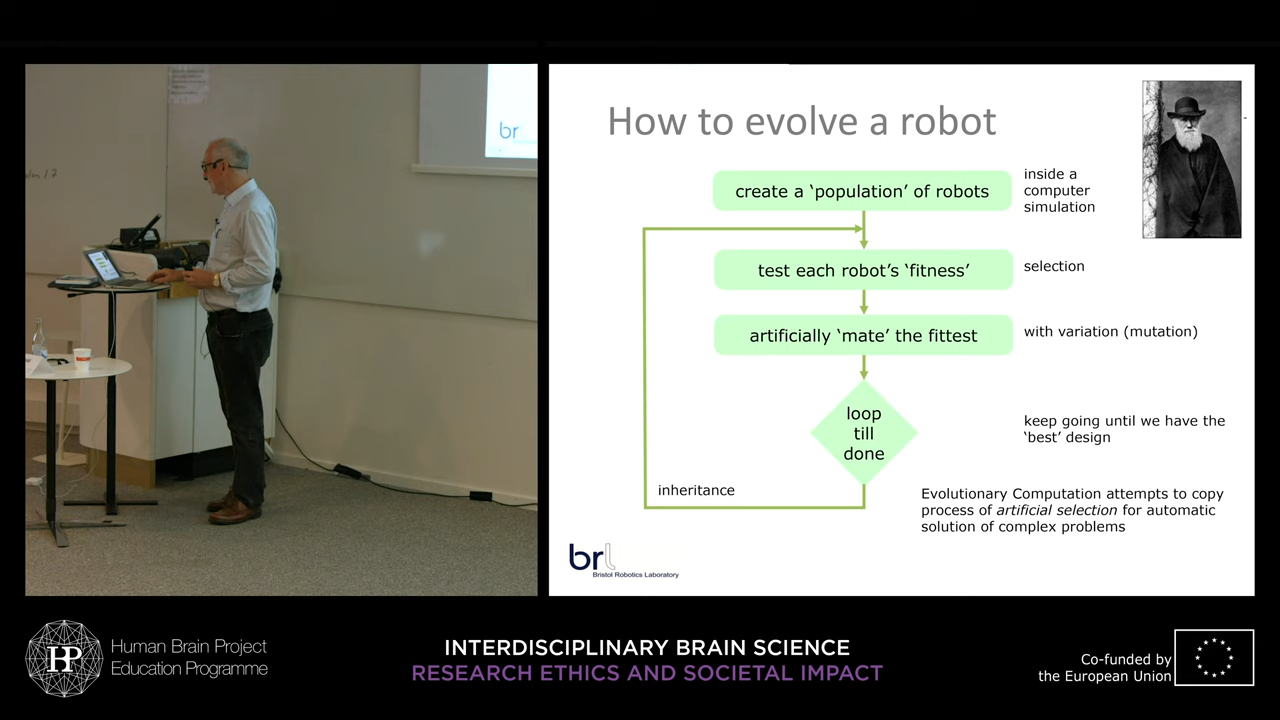 br
How to evolve a robot
create a ‘population’ of robots
inside a
computer
simulation
test each robot’s ‘fitness’
selection
artificially ‘mate’ the fittest
with variation (mutation)
loop
till
done
keep going until we have the
‘best’ design
inheritance
Evolutionary Computation attempts to copy
process of artificial selection for automatic
solution of complex problems
brl
Bristol Robotics Laboratory
HP
Human Brain Project
Education Programme
INTERDISCIPLINARY BRAIN SCIENCE
RESEARCH ETHICS AND SOCIETAL IMPACT
Co-funded by
the European Union